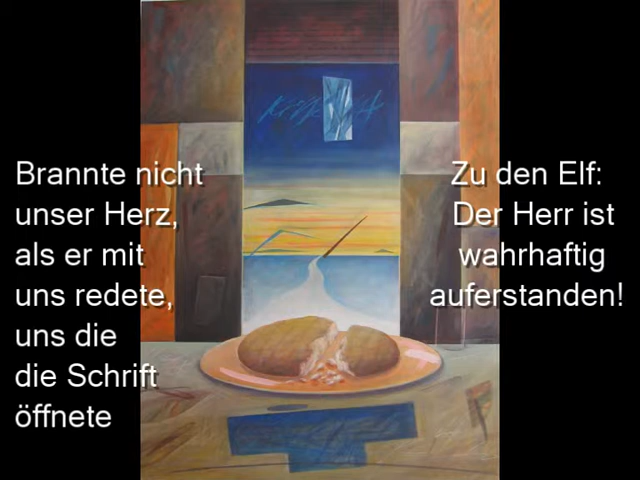 Brannte nicht
unser Herz,
als er mit
uns redete,
uns die
die Schrift
öffnete
Zu den Elf:
Der Herr ist
wahrhaftig
auferstanden!